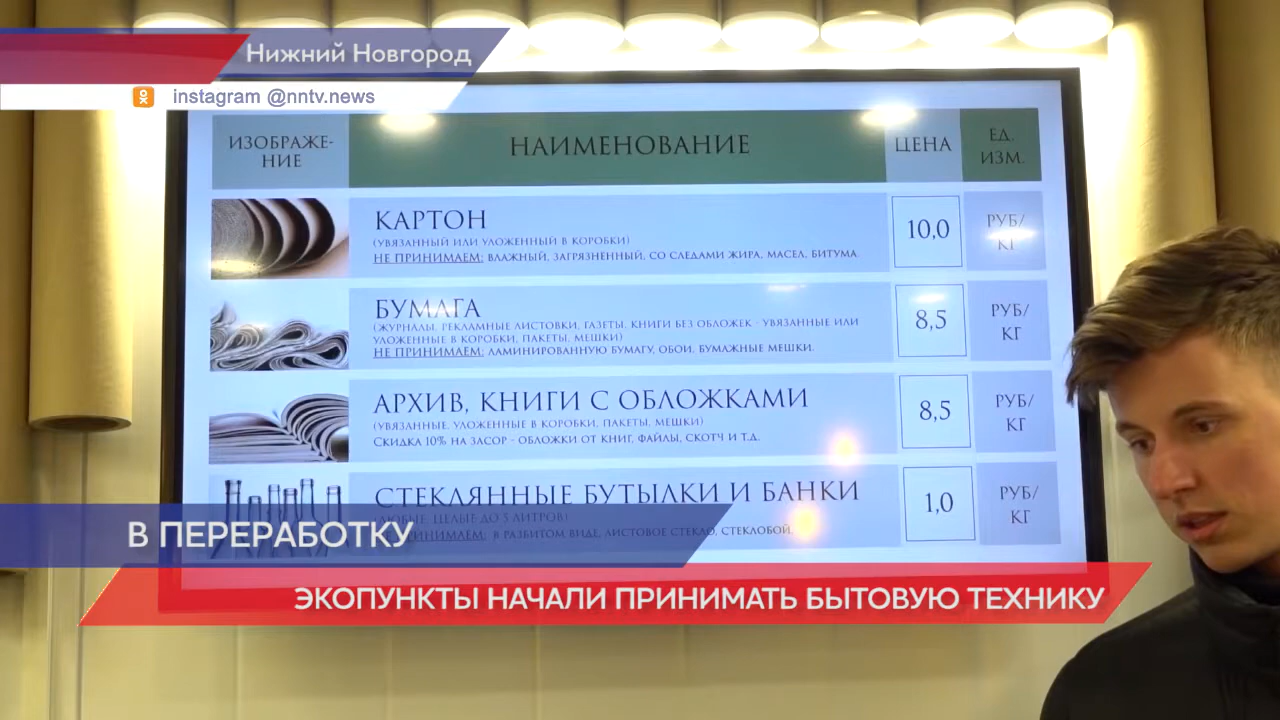 Нижний Новгород
instagram @nntv.news
ИЗОБРАЖЕ-
НИЕ
НАИМЕНОВАНИЕ
ЦЕНА
ЕД.
ИЗМ.
КАРТОН
(УВЯЗАННЫЙ ИЛИ УЛОЖЕННЫЙ В КОРОБКИ)
НЕ ПРИНИМАЕМ: ВЛАЖНЫЙ, ЗАГРЯЗНЕННЫЙ, СО СЛЕДАМИ ЖИРА, МАСЕЛ, БИТУМА.
10,0
РУБ/
КГ
БУМАГА
(ЖУРНАЛЫ, РЕКЛАМНЫЕ ЛИСТОВКИ, ГАЗЕТЫ, КНИГИ БЕЗ ОБЛОЖЕК - УВЯЗАННЫЕ ИЛИ
УЛОЖЕННЫЕ В КОРОБКИ, ПАКЕТЫ, МЕШКИ)
НЕ ПРИНИМАЕМ: ЛАМИНИРОВАННУЮ БУМАГУ, ОБОИ, БУМАЖНЫЕ МЕШКИ.
8,5
РУБ/
КГ
АРХИВ, КНИГИ С ОБЛОЖКАМИ
(УВЯЗАННЫЕ, УЛОЖЕННЫЕ В КОРОБКИ, ПАКЕТЫ, МЕШКИ)
СКИДКА 10% НА ЗАСОР - ОБЛОЖКИ ОТ КНИГ, ФАЙЛЫ, СКОТЧ И Т.Д.
8,5
РУБ/
КГ
СТЕКЛЯННЫЕ БУТЫЛКИ И БАНКИ
(ЛЮБЫЕ, ЦЕЛЫЕ ДО 5 ЛИТРОВ)
НЕ ПРИНИМАЕМ: В РАЗБИТОМ ВИДЕ, ЛИСТОВОЕ СТЕКЛО, СТЕКЛОБОЙ.
1,0
РУБ/
КГ
В ПЕРЕРАБОТКУ
ЭКОПУНКТЫ НАЧАЛИ ПРИНИМАТЬ БЫТОВУЮ ТЕХНИКУ